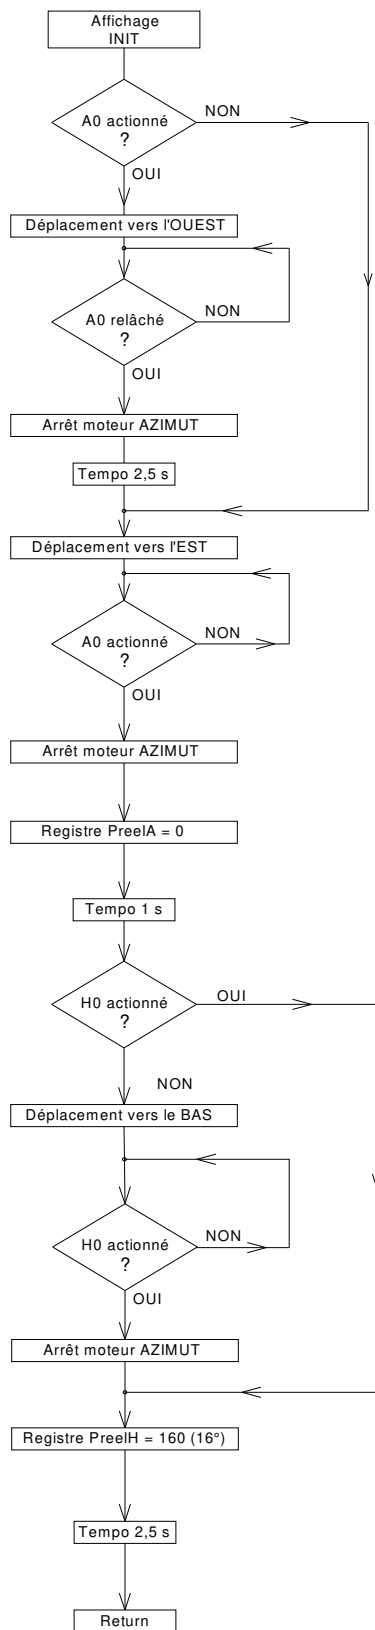 Affichage
INIT
A0 actionné
?
NON
OUI
Déplacement vers l'OUEST
A0 relâché
?
NON
OUI
Arrêt moteur AZIMUT
Tempo 2,5 s
Déplacement vers l'EST
A0 actionné
?
NON
OUI
Arrêt moteur AZIMUT
Registre PreelA = 0
Tempo 1 s
H0 actionné
?
OUI
NON
Déplacement vers le BAS
H0 actionné
?
NON
OUI
Arrêt moteur AZIMUT
Registre PreelH = 160 (16°)
Tempo 2,5 s
Return